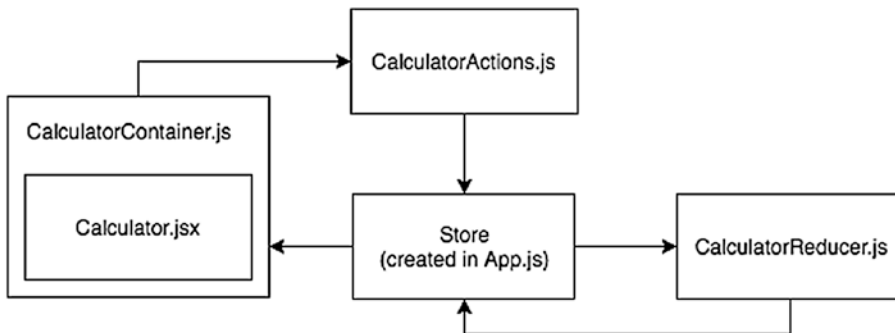 CalculatorActions.js
CalculatorContainer.js
Calculator.jsx
Store
(created in App.js)
CalculatorReducer.js